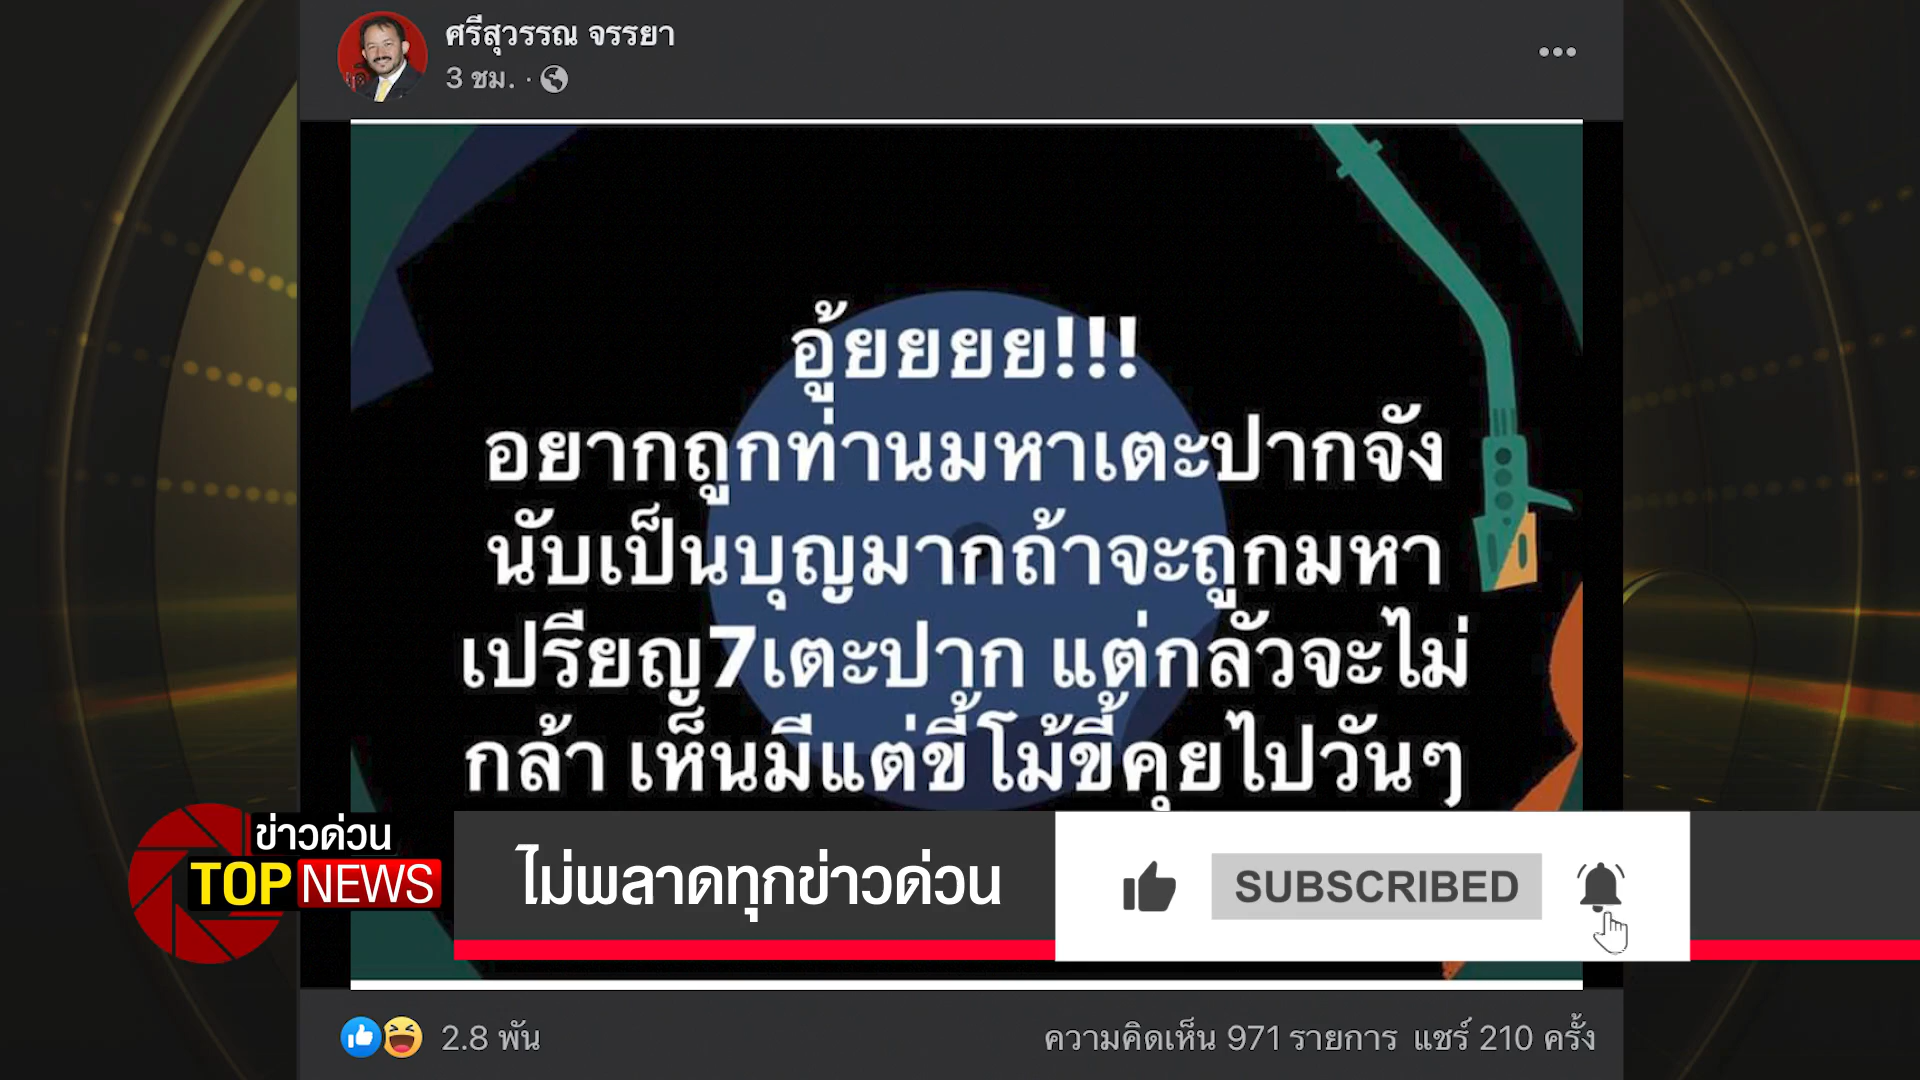 ศรีสุวรรณ จรรยา
3 ชม. ·
อู้ยยยย!!!
อยากถูกท่านมหาเตะปากจัง
นับเป็นบุญมากถ้าจะถูกมหา
เปรียญ7เตะปาก แต่กลัวจะไม่
กล้า เห็นมีแต่ขี้โม้ขี้คุยไปวันๆ
ข่าวด่วน
TOP NEWS
ไม่พลาดทุกข่าวด่วน
SUBSCRIBED
2.8 พัน
ความคิดเห็น 971 รายการ แชร์ 210 ครั้ง